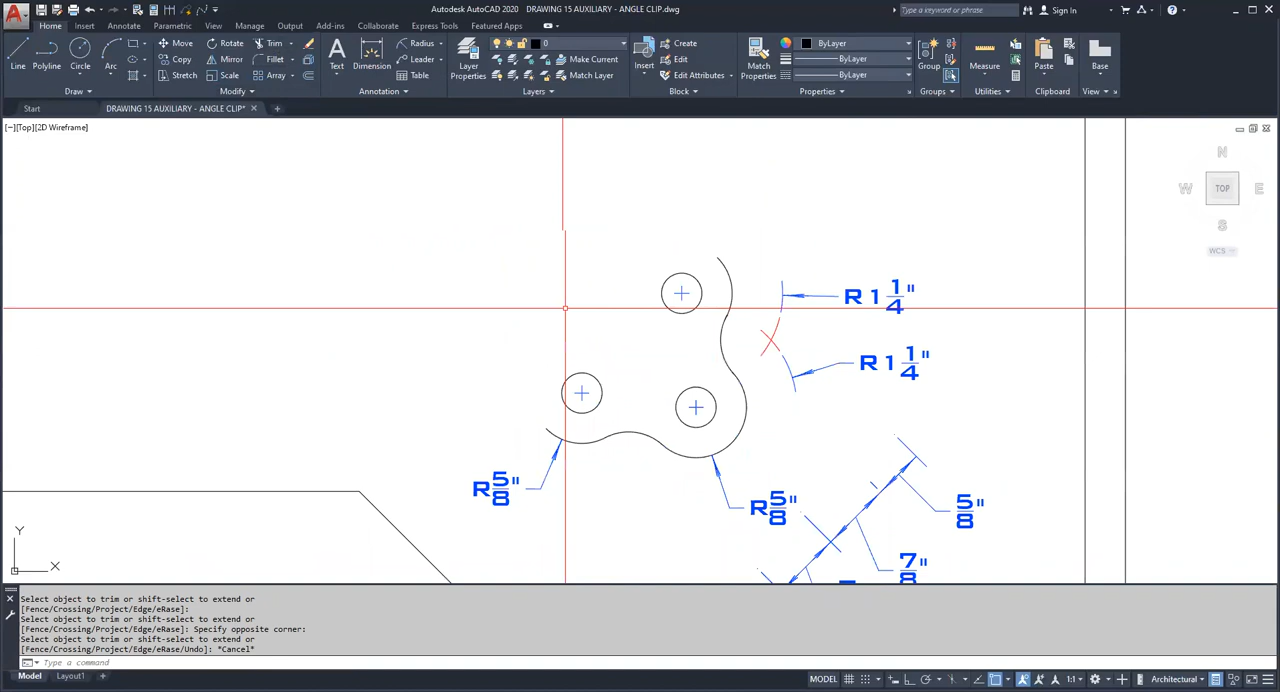 Autodesk AutoCAD 2020 DRAWING 15 AUXILIARY - ANGLE CLIP.dwg
Type a keyword or phrase
Sign In
Home Insert Annotate Parametric View Manage Output Add-ins Collaborate Express Tools Featured Apps
Line Polyline Circle Arc
Move Rotate Trim
Copy Mirror Fillet
Stretch Scale Array
Text Dimension
Radius
Leader
Table
Layer Properties
0
Make Current
Match Layer
Insert
Create
Edit
Edit Attributes
Match Properties
ByLayer
ByLayer
ByLayer
Group
Measure
Paste
Base
Draw Modify Annotation Layers Block Properties Groups Utilities Clipboard View
Start DRAWING 15 AUXILIARY - ANGLE CLIP*
[−][Top][2D Wireframe]
N
W TOP E
S
WCS
R 1 1/4"
R 1 1/4"
R5/8"
R5/8"
5/8"
7/8"
Y
X
Select object to trim or shift-select to extend or
[Fence/Crossing/Project/Edge/eRase]:
Select object to trim or shift-select to extend or
[Fence/Crossing/Project/Edge/eRase]: Specify opposite corner:
Select object to trim or shift-select to extend or
[Fence/Crossing/Project/Edge/eRase/Undo]: *Cancel*
Type a command
Model Layout1
MODEL 1:1 Architectural